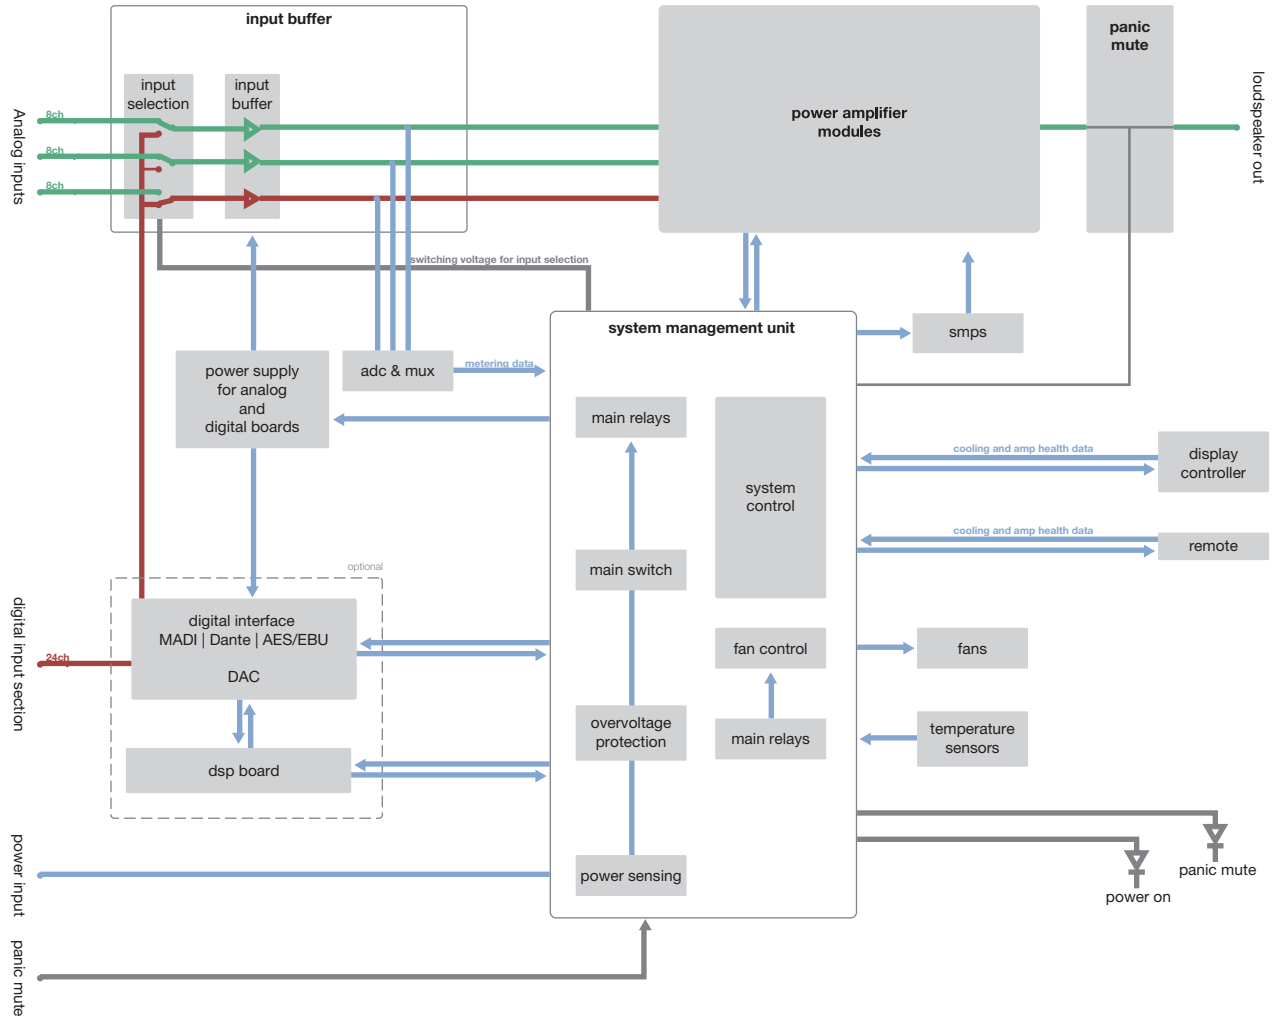 input buffer
panic
mute
input
selection
input
buffer
power amplifier
modules
loudspeaker out
Analog inputs
8ch
8ch
8ch
switching voltage for input selection
system management unit
smps
power supply
for analog
and
digital boards
adc & mux
metering data
main relays
system
control
cooling and amp health data
display
controller
cooling and amp health data
remote
main switch
optional
digital interface
MADI | Dante | AES/EBU
DAC
digital input section
24ch
fan control
fans
overvoltage
protection
main relays
temperature
sensors
dsp board
power input
power sensing
panic mute
power on
panic mute